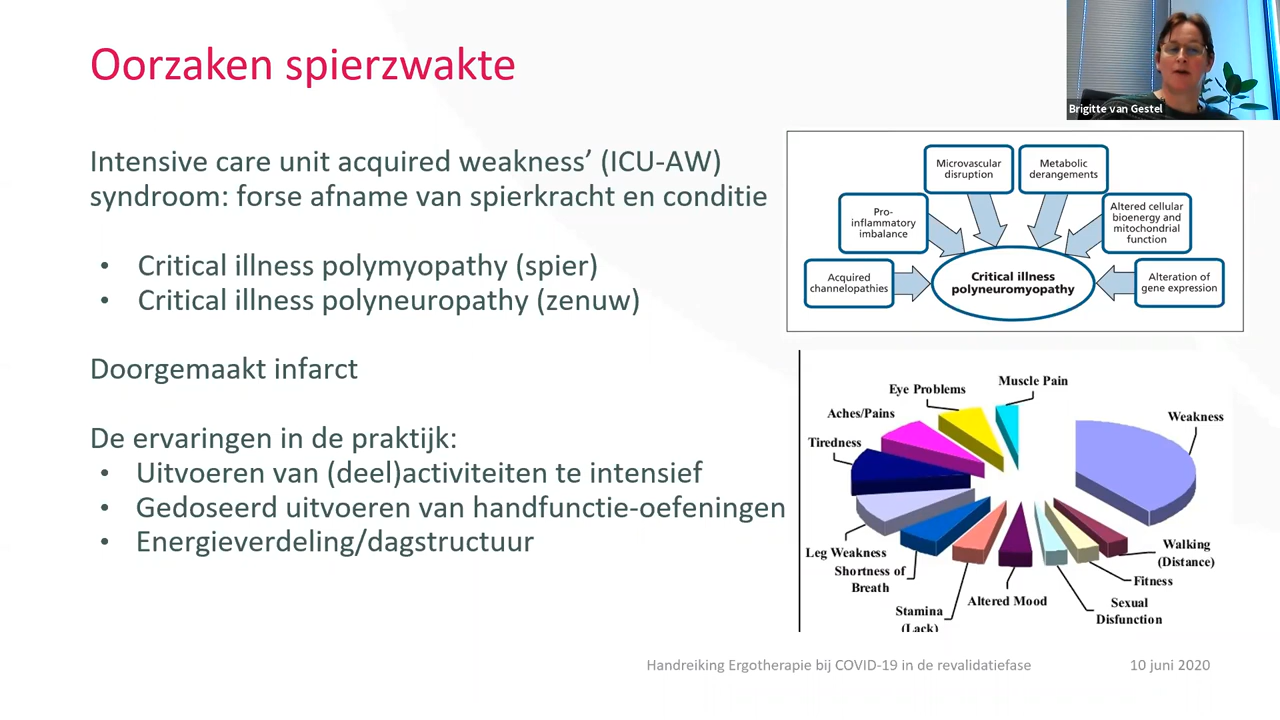 Oorzaken spierzwakte
Brigitte van Gestel
Intensive care unit acquired weakness’ (ICU-AW)
syndroom: forse afname van spierkracht en conditie
• Critical illness polymyopathy (spier)
• Critical illness polyneuropathy (zenuw)
Doorgemaakt infarct
De ervaringen in de praktijk:
• Uitvoeren van (deel)activiteiten te intensief
• Gedoseerd uitvoeren van handfunctie-oefeningen
• Energieverdeling/dagstructuur
Microvascular
disruption
Metabolic
derangements
Pro-
inflammatory
imbalance
Altered cellular
bioenergy and
mitochondrial
function
Acquired
channelopathies
Critical illness
polyneuromyopathy
Alteration of
gene expression
Muscle Pain
Eye Problems
Aches/Pains
Weakness
Tiredness
Leg Weakness
Shortness of
Breath
Stamina
(Lack)
Altered Mood
Sexual
Disfunction
Fitness
Walking
(Distance)
Handreiking Ergotherapie bij COVID-19 in de revalidatiefase
10 juni 2020